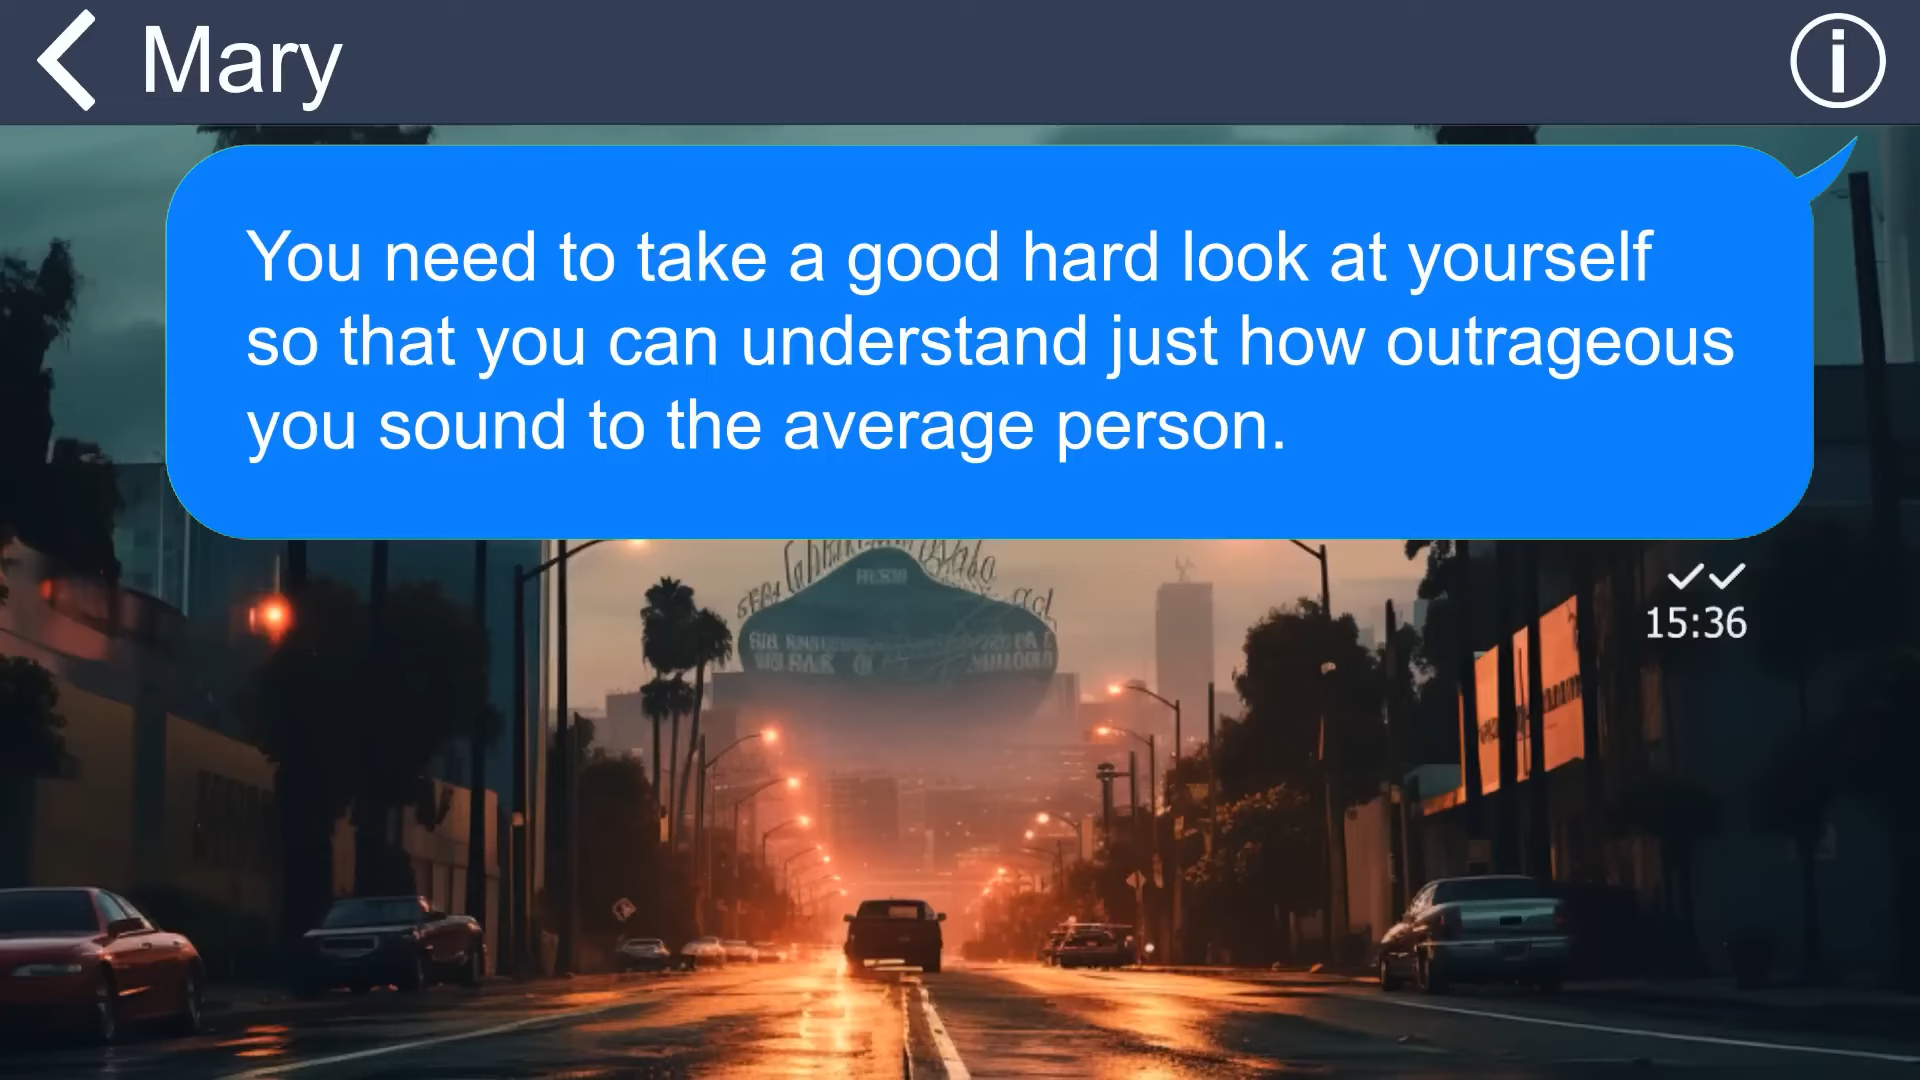 Mary
You need to take a good hard look at yourself
so that you can understand just how outrageous
you sound to the average person.
15:36